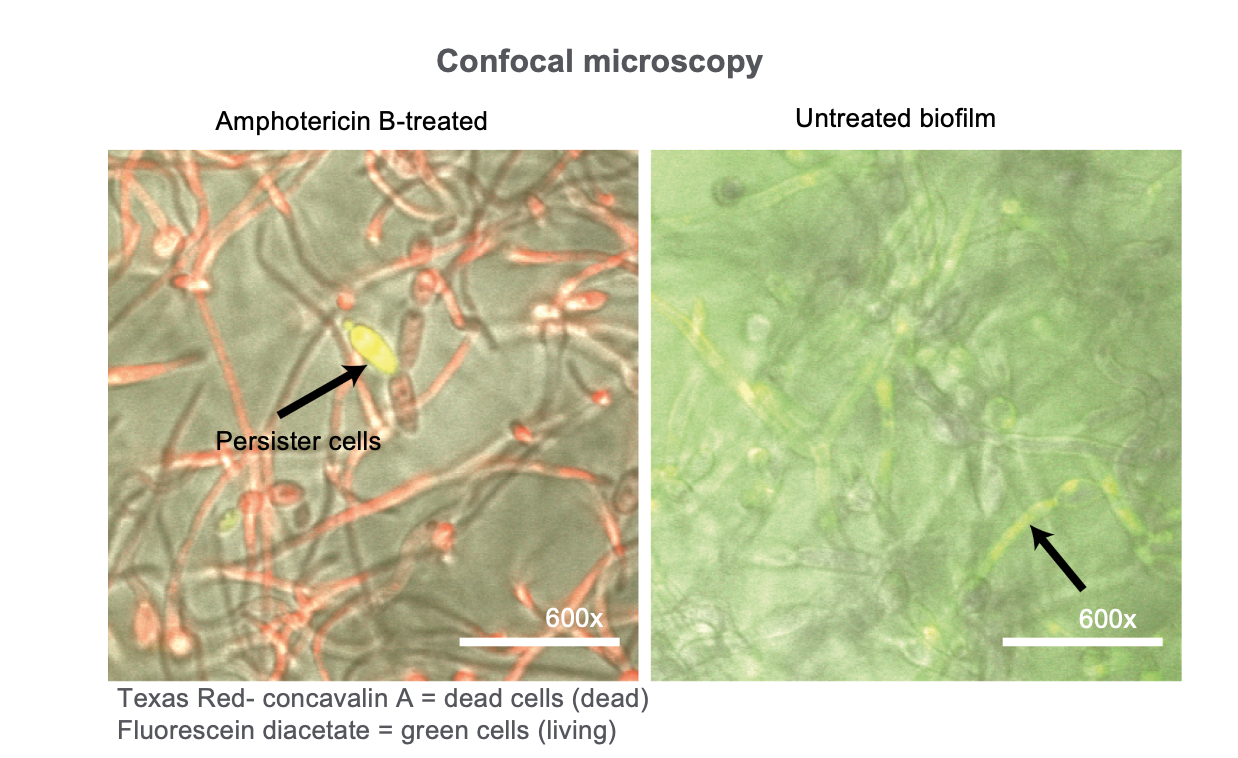 Confocal microscopy
Amphotericin B-treated
Untreated biofilm
Persister cells
600x
600x
Texas Red- concavalin A = dead cells (dead)
Fluorescein diacetate = green cells (living)